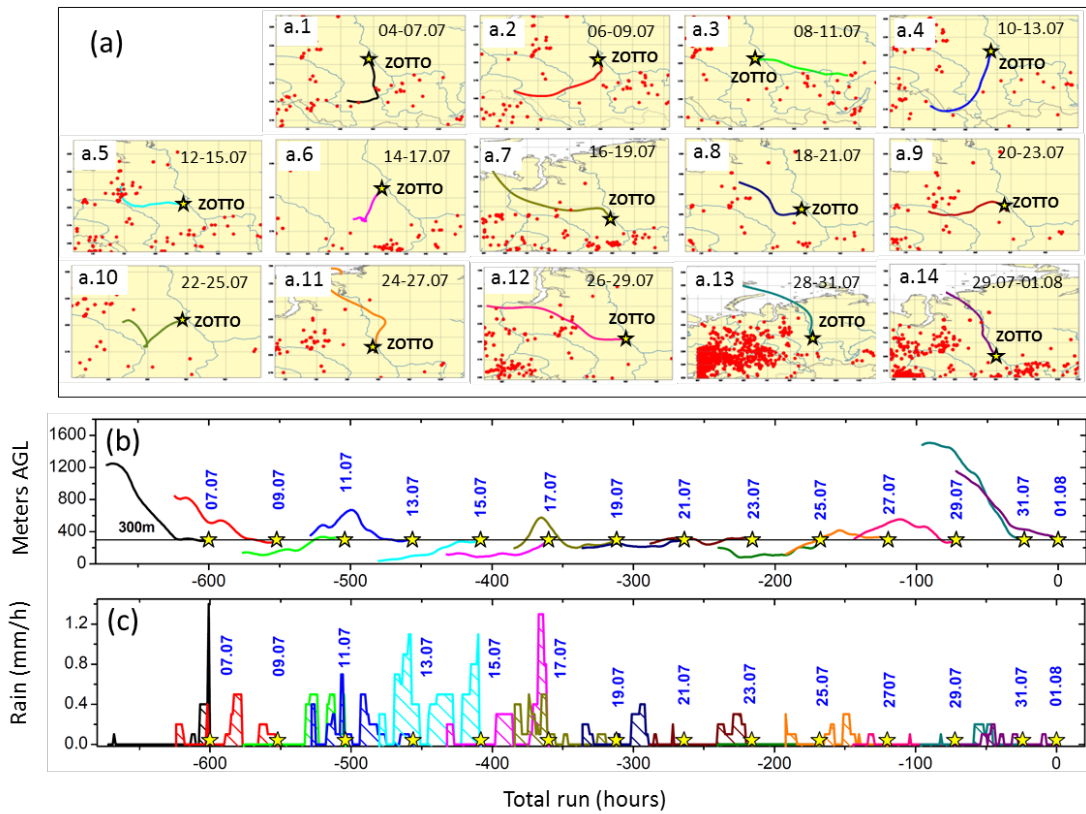 (a)
a.1 04-07.07 ZOTTO
a.2 06-09.07 ZOTTO
a.3 08-11.07 ZOTTO
a.4 10-13.07 ZOTTO
a.5 12-15.07 ZOTTO
a.6 14-17.07 ZOTTO
a.7 16-19.07 ZOTTO
a.8 18-21.07 ZOTTO
a.9 20-23.07 ZOTTO
a.10 22-25.07 ZOTTO
a.11 24-27.07 ZOTTO
a.12 26-29.07 ZOTTO
a.13 28-31.07 ZOTTO
a.14 29.07-01.08 ZOTTO
(b)
Meters AGL
1600
1200
800
400
0
300m
07.07 09.07 11.07 13.07 15.07 17.07 19.07 21.07 23.07 25.07 27.07 29.07 31.07 01.08
-600 -500 -400 -300 -200 -100 0
(c)
Rain (mm/h)
1.2
0.8
0.4
0.0
07.07 09.07 11.07 13.07 15.07 17.07 19.07 21.07 23.07 25.07 2707 29.07 31.07 01.08
-600 -500 -400 -300 -200 -100 0
Total run (hours)